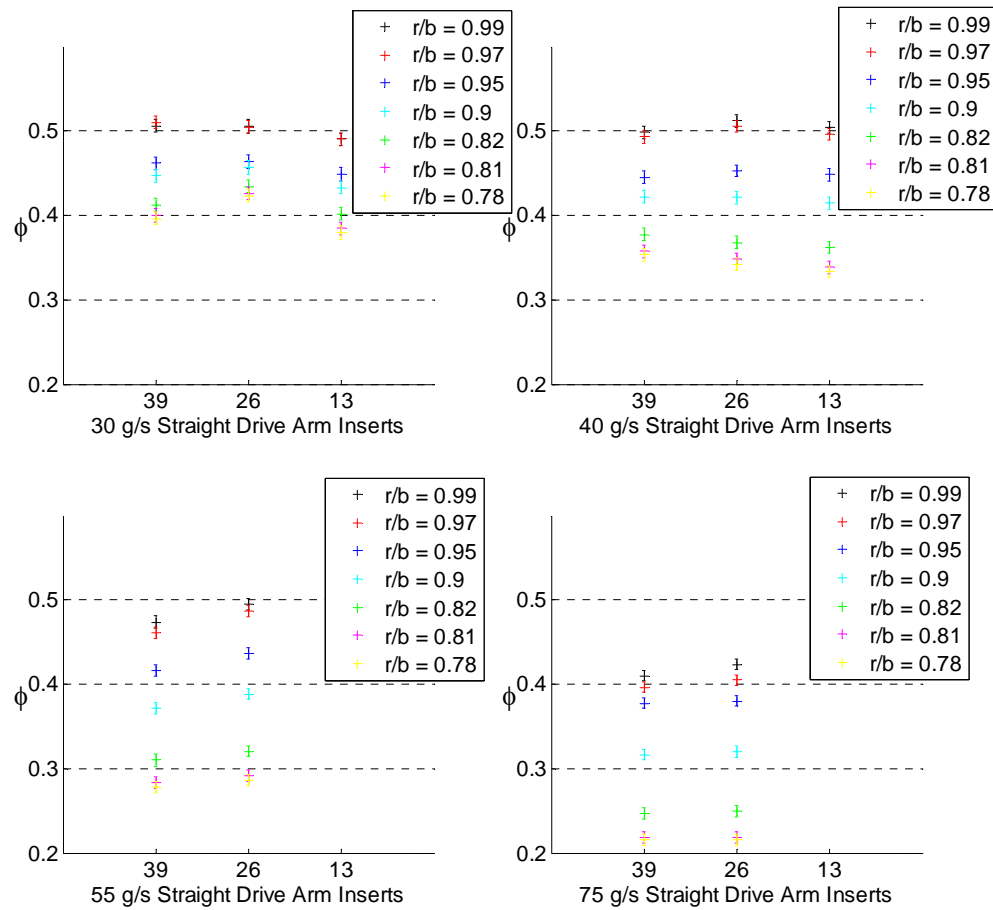 r/b = 0.99
r/b = 0.97
r/b = 0.95
r/b = 0.9
r/b = 0.82
r/b = 0.81
r/b = 0.78
0.5
0.4
ϕ
0.3
0.2
39 26 13
30 g/s Straight Drive Arm Inserts
r/b = 0.99
r/b = 0.97
r/b = 0.95
r/b = 0.9
r/b = 0.82
r/b = 0.81
r/b = 0.78
0.5
0.4
ϕ
0.3
0.2
39 26 13
40 g/s Straight Drive Arm Inserts
r/b = 0.99
r/b = 0.97
r/b = 0.95
r/b = 0.9
r/b = 0.82
r/b = 0.81
r/b = 0.78
0.5
0.4
ϕ
0.3
0.2
39 26 13
55 g/s Straight Drive Arm Inserts
r/b = 0.99
r/b = 0.97
r/b = 0.95
r/b = 0.9
r/b = 0.82
r/b = 0.81
r/b = 0.78
0.5
0.4
ϕ
0.3
0.2
39 26 13
75 g/s Straight Drive Arm Inserts